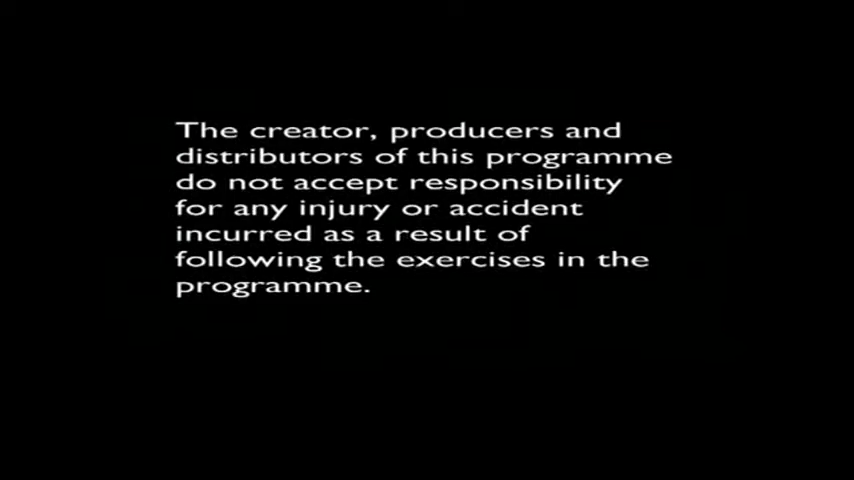 The creator, producers and
distributors of this programme
do not accept responsibility
for any injury or accident
incurred as a result of
following the exercises in the
programme.